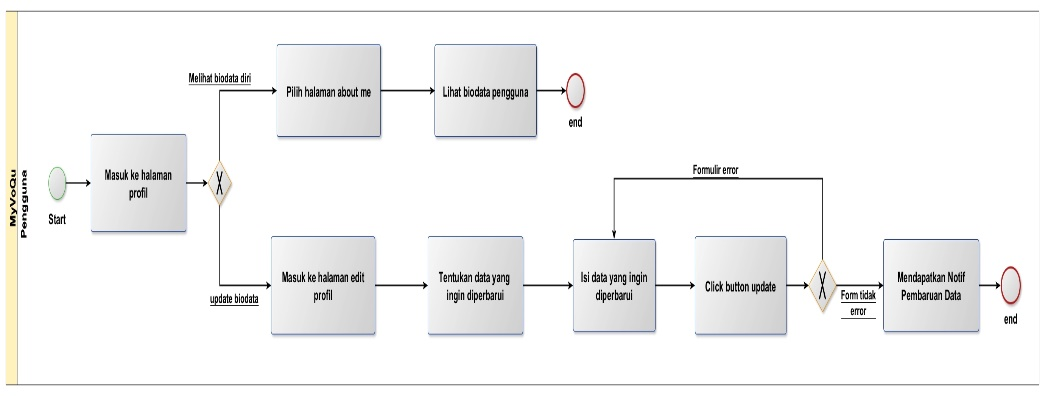 MyVoQu
Pengguna
Start
Masuk ke halaman
profil
Melihat biodata diri
Pilih halaman about me
Lihat biodata pengguna
end
update biodata
Masuk ke halaman edit
profil
Tentukan data yang
ingin diperbarui
Isi data yang ingin
diperbarui
Click button update
Formulir error
Form tidak
error
Mendapatkan Notif
Pembaruan Data
end